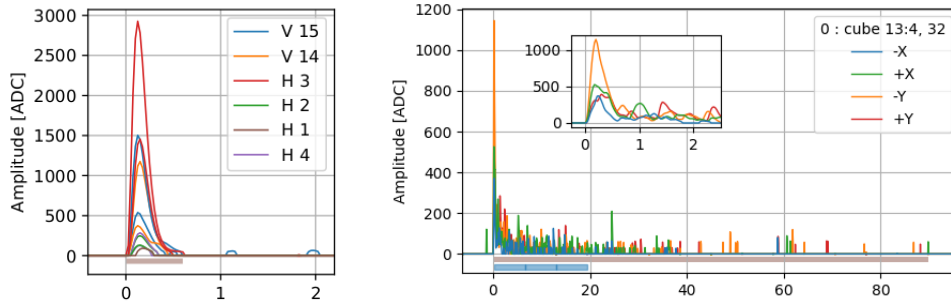 Amplitude [ADC]
3000
2500
2000
1500
1000
500
0
0
1
2
V 15
V 14
H 3
H 2
H 1
H 4
Amplitude [ADC]
1200
1000
800
600
400
200
0
0
20
40
60
80
1000
500
0
0
1
2
0 : cube 13:4, 32
-X
+X
-Y
+Y